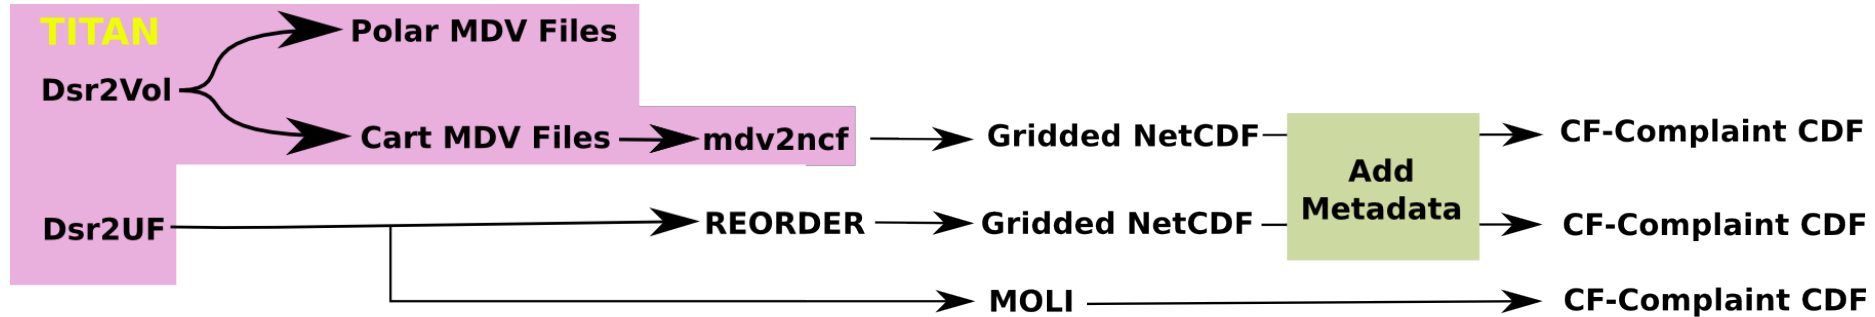 TITAN
Polar MDV Files
Dsr2Vol
Cart MDV Files
mdv2ncf
Gridded NetCDF
CF-Complaint CDF
Add
Metadata
Dsr2UF
REORDER
Gridded NetCDF
CF-Complaint CDF
MOLI
CF-Complaint CDF